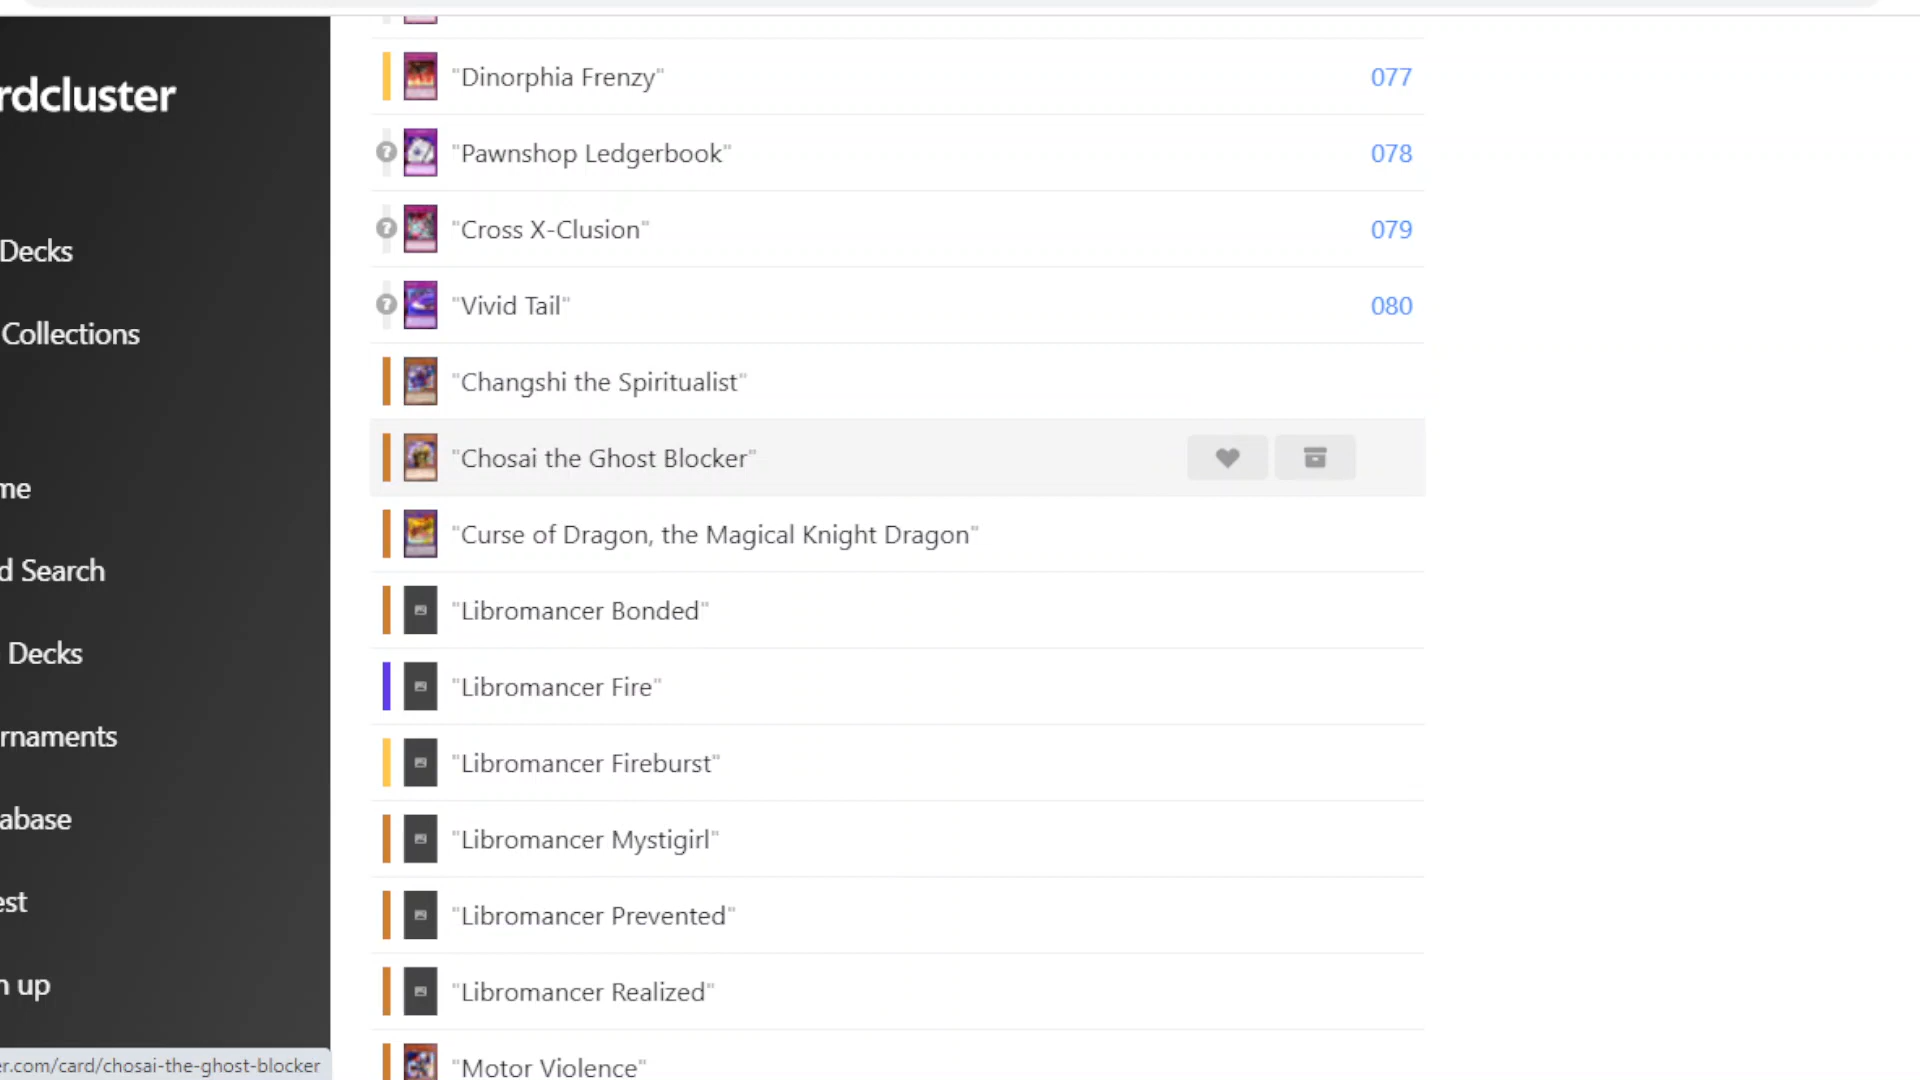 rdcluster
Decks
Collections
me
d Search
Decks
rnaments
abase
est
n up
er.com/card/chosai-the-ghost-blocker
"Dinorphia Frenzy" 077
"Pawnshop Ledgerbook" 078
"Cross X-Clusion" 079
"Vivid Tail" 080
"Changshi the Spiritualist"
"Chosai the Ghost Blocker"
"Curse of Dragon, the Magical Knight Dragon"
"Libromancer Bonded"
"Libromancer Fire"
"Libromancer Fireburst"
"Libromancer Mystigirl"
"Libromancer Prevented"
"Libromancer Realized"
"Motor Violence"